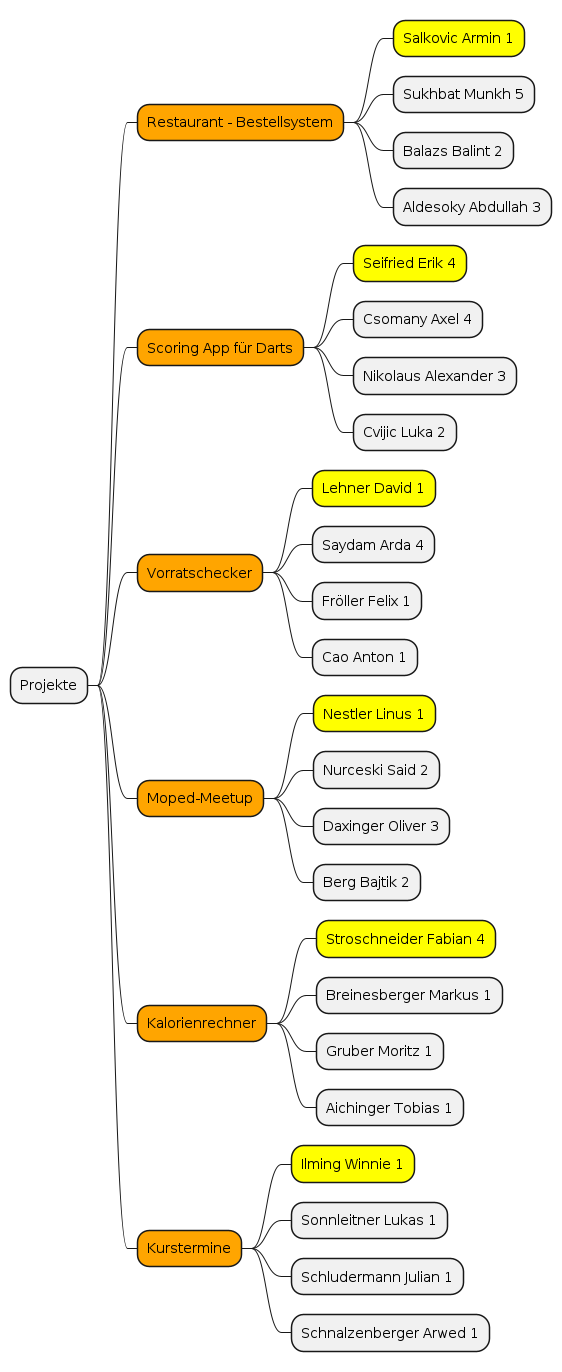 Projekte
Restaurant - Bestellsystem
Salkovic Armin 1
Sukhbat Munkh 5
Balazs Balint 2
Aldesoky Abdullah 3
Scoring App für Darts
Seifried Erik 4
Csomany Axel 4
Nikolaus Alexander 3
Cvijic Luka 2
Vorratschecker
Lehner David 1
Saydam Arda 4
Fröller Felix 1
Cao Anton 1
Moped-Meetup
Nestler Linus 1
Nurceski Said 2
Daxinger Oliver 3
Berg Bajtik 2
Kalorienrechner
Stroschneider Fabian 4
Breinesberger Markus 1
Gruber Moritz 1
Aichinger Tobias 1
Kurstermine
Ilming Winnie 1
Sonnleitner Lukas 1
Schludermann Julian 1
Schnalzenberger Arwed 1